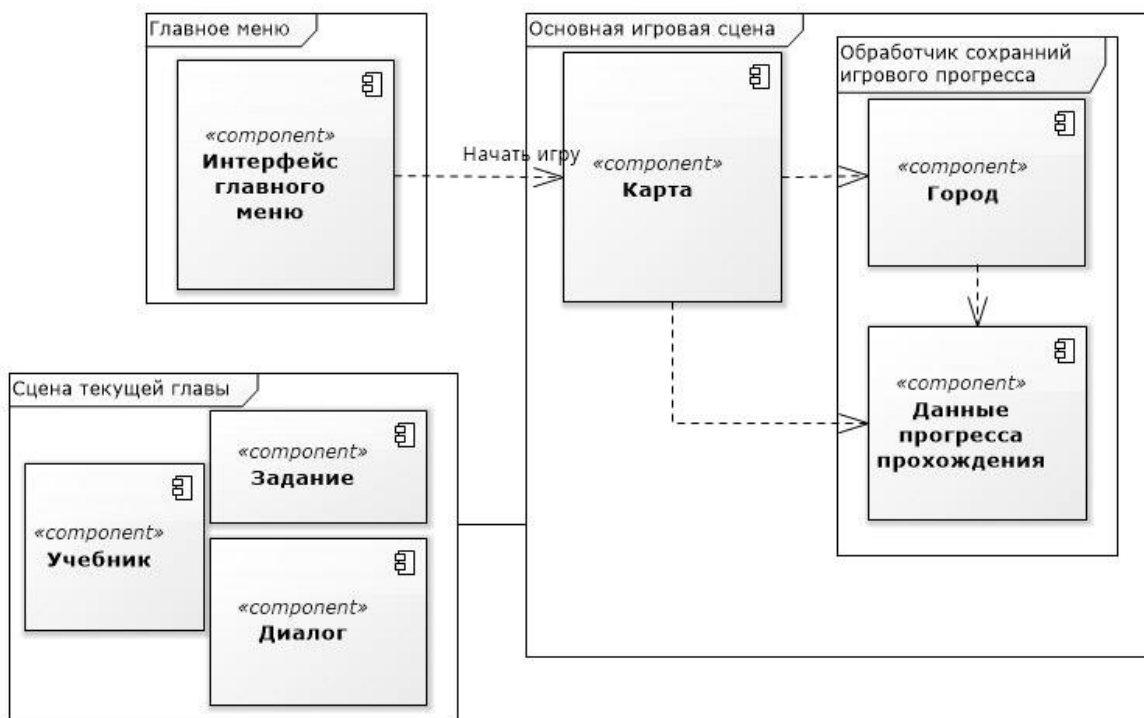 Главное меню
«component»
Интерфейс
главного
меню
Начать игру
Основная игровая сцена
«component»
Карта
Обработчик сохранний
игрового прогресса
«component»
Город
«component»
Данные
прогресса
прохождения
Сцена текущей главы
«component»
Задание
«component»
Учебник
«component»
Диалог